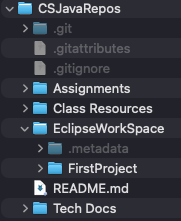 CSJavaRepos
.git
.gitattributes
.gitignore
Assignments
Class Resources
EclipseWorkSpace
.metadata
FirstProject
README.md
Tech Docs